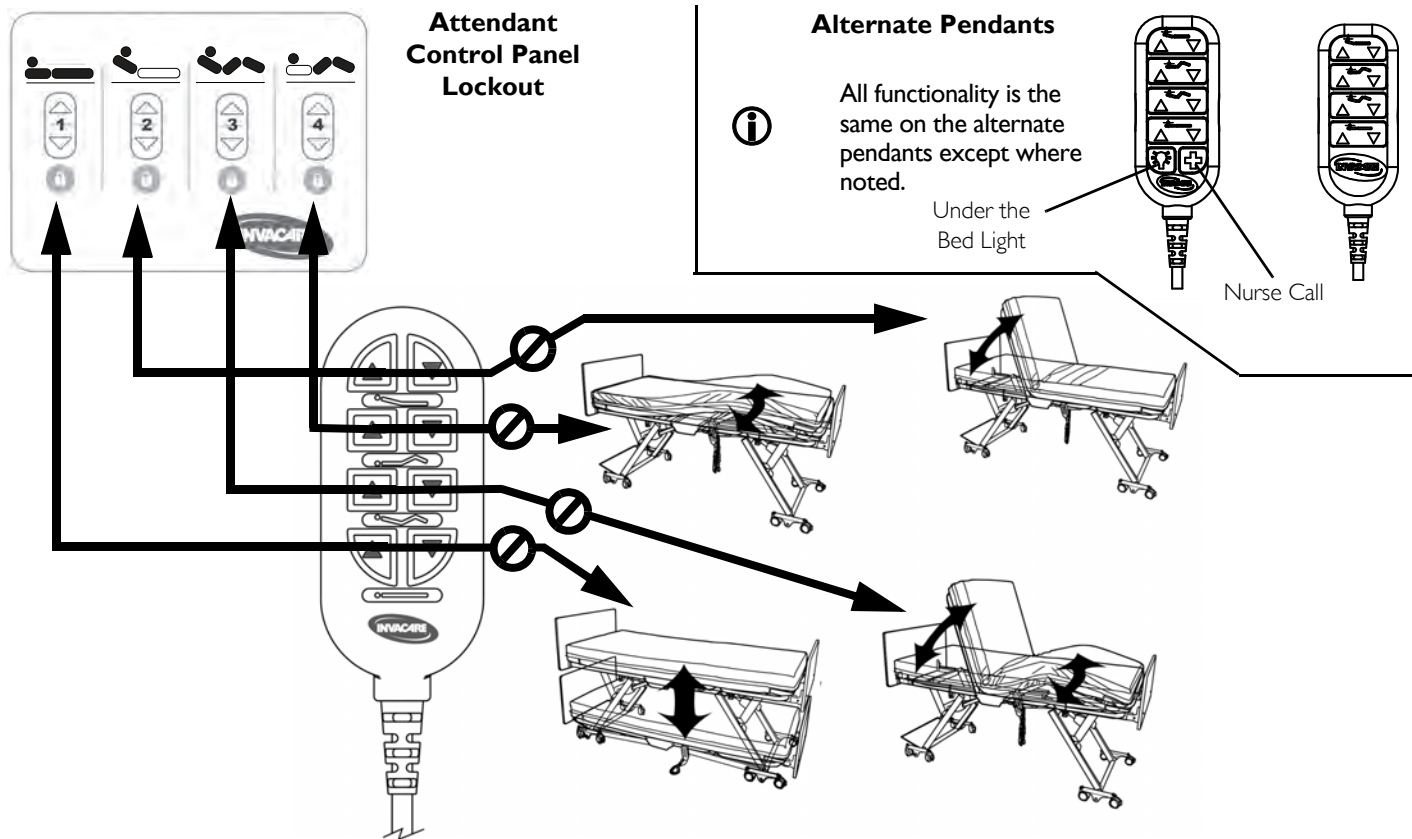 Attendant
Control Panel
Lockout
1
2
3
4
INVACARE
Alternate Pendants
i
All functionality is the
same on the alternate
pendants except where
noted.
Under the
Bed Light
Nurse Call
INVACARE